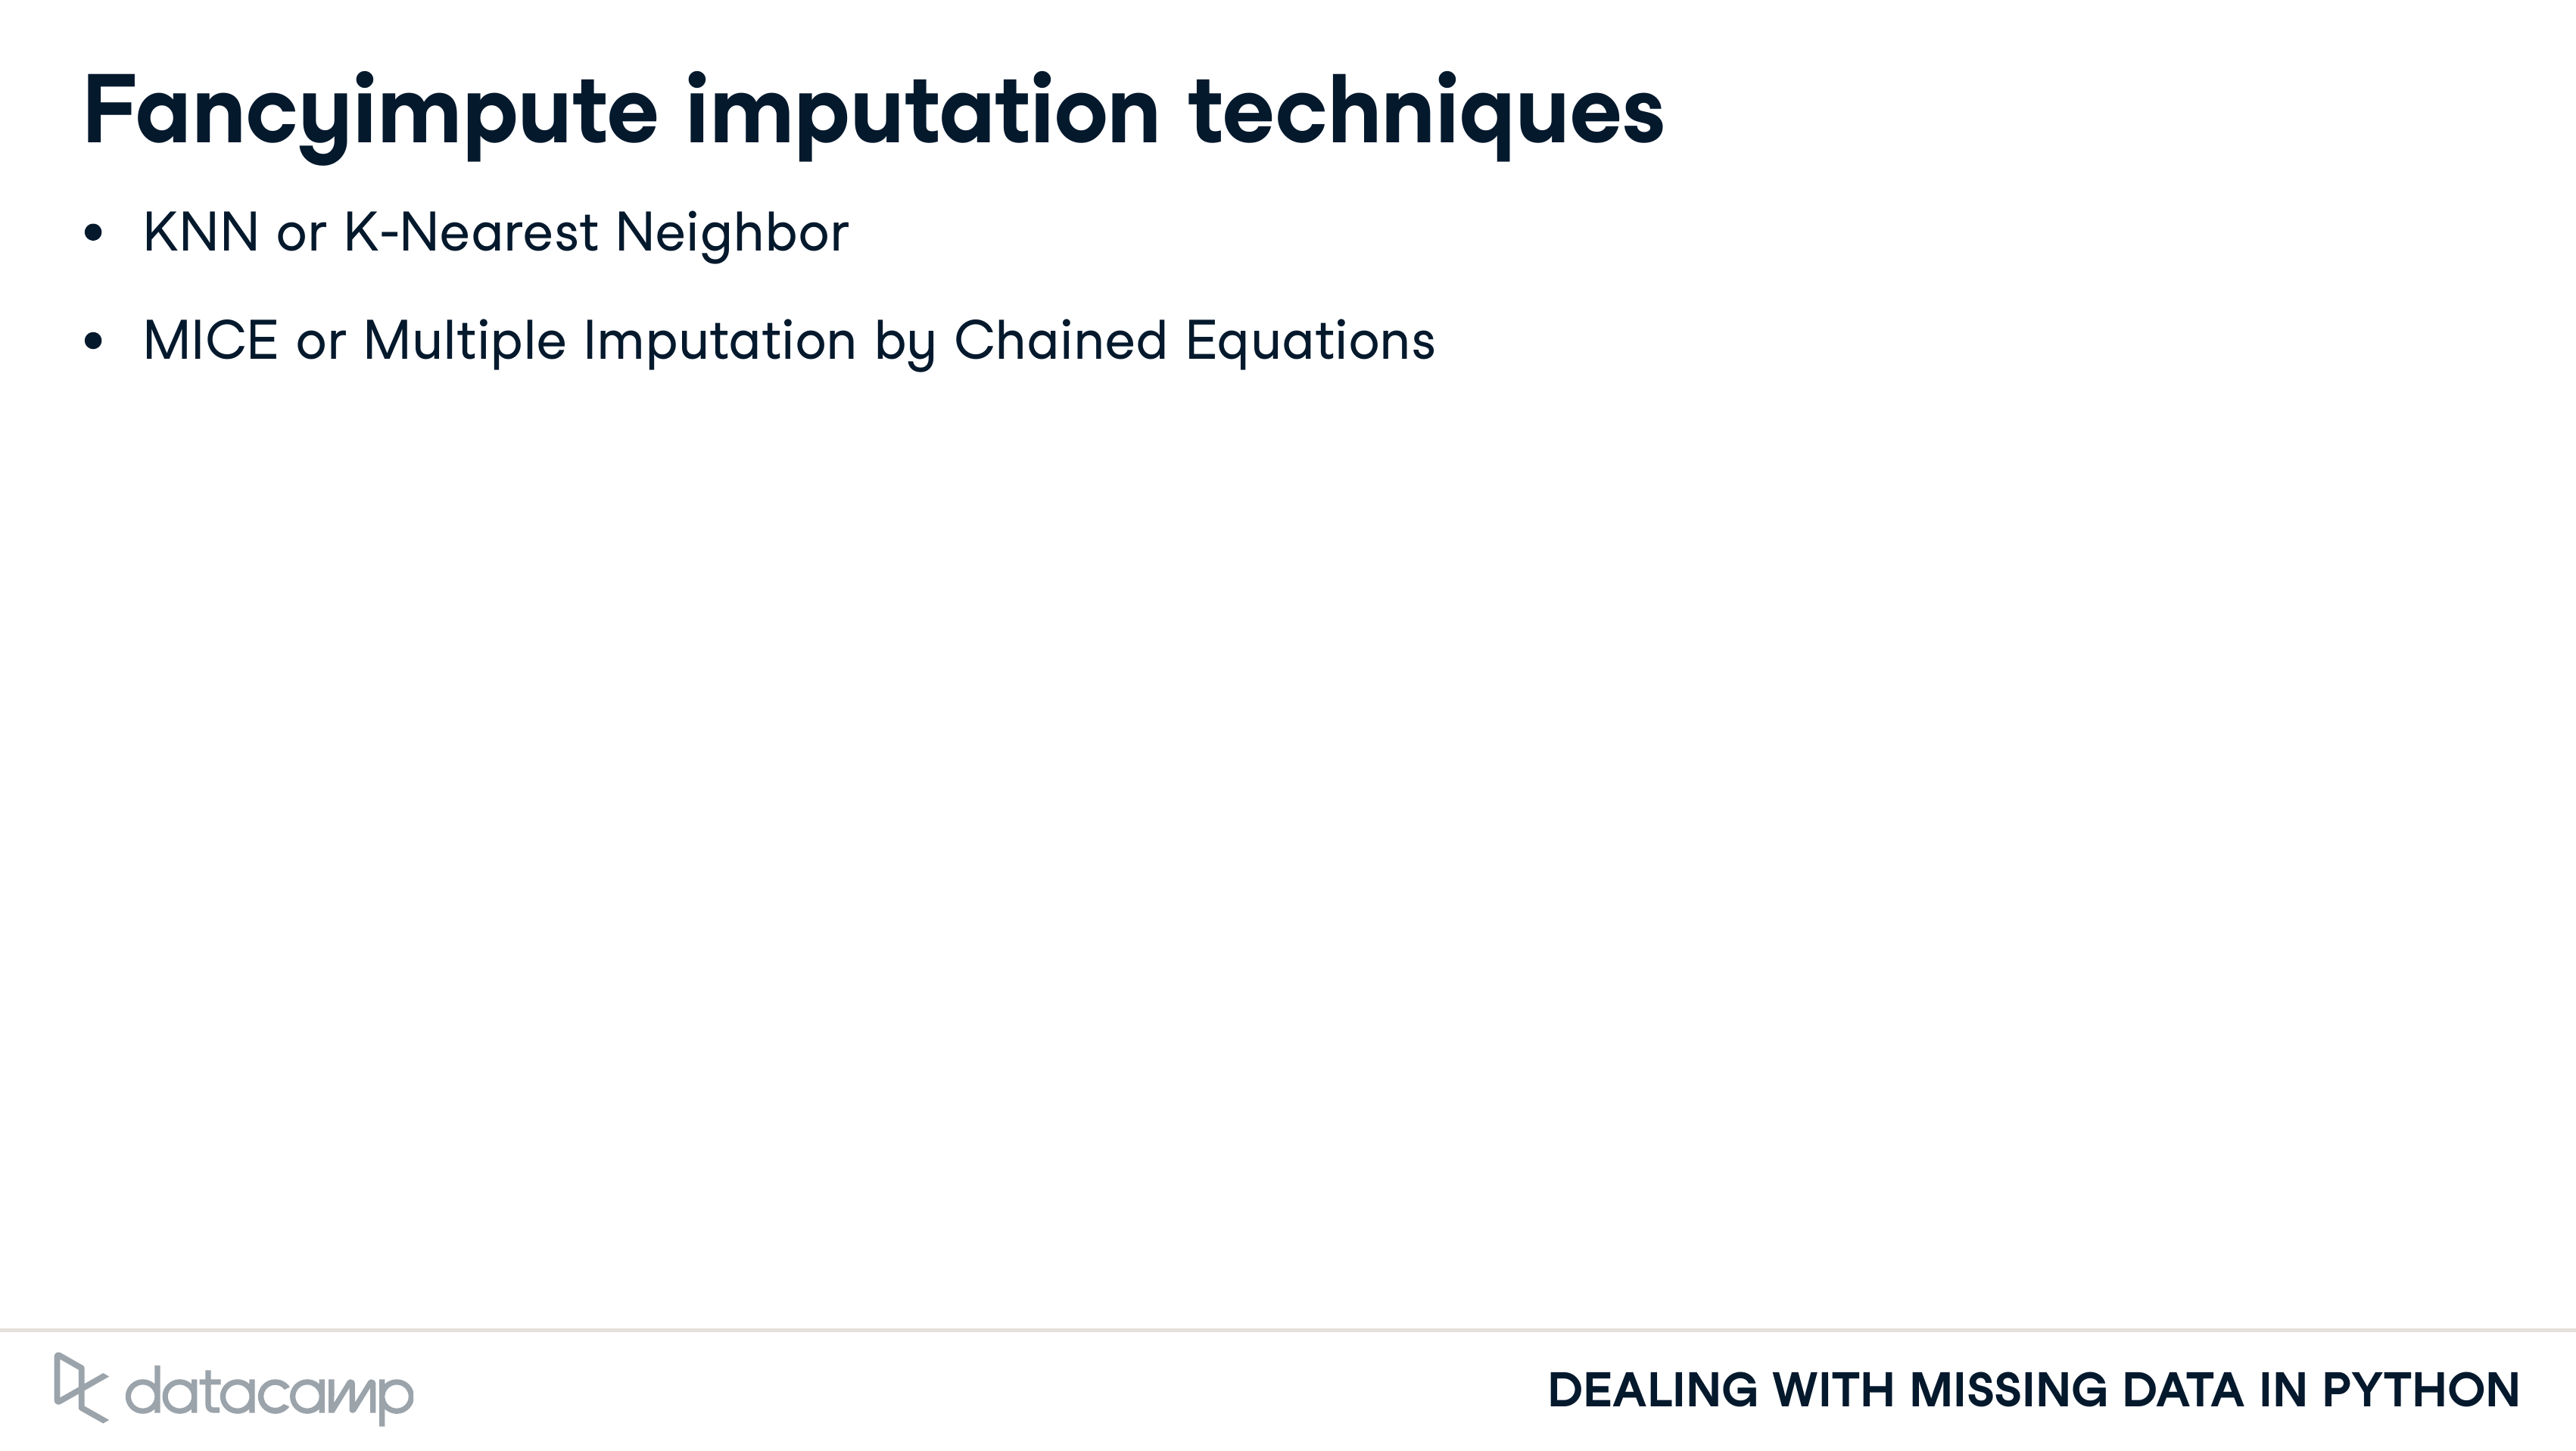 Fancyimpute imputation techniques
• KNN or K-Nearest Neighbor
• MICE or Multiple Imputation by Chained Equations
datacamp
DEALING WITH MISSING DATA IN PYTHON